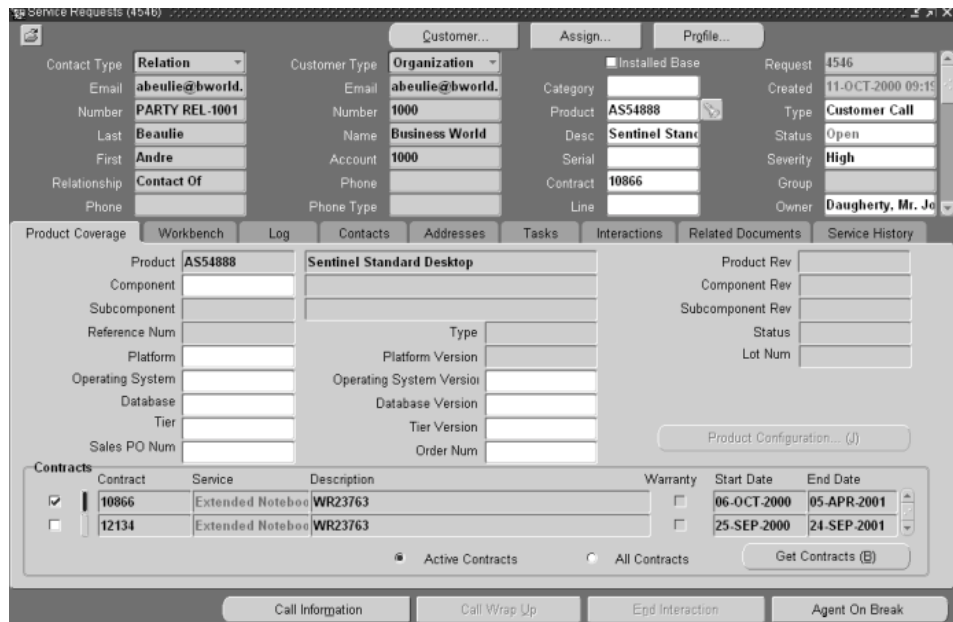 Service Requests (4546)
Customer... Assign... Profile...
Contact Type Relation Customer Type Organization Installed Base Request 4546
Email abeulie@bworld. Email abeulie@bworld. Category Created 11-OCT-2000 09:19
Number PARTY REL-1001 Number 1000 Product AS54888 Type Customer Call
Last Beaulie Name Business World Desc Sentinel Stand Status Open
First Andre Account 1000 Serial Severity High
Relationship Contact Of Phone Contract 10866 Group
Phone Phone Type Line Owner Daugherty, Mr. Jo
Product Coverage Workbench Log Contacts Addresses Tasks Interactions Related Documents Service History
Product AS54888 Sentinel Standard Desktop Product Rev
Component Component Rev
Subcomponent Subcomponent Rev
Reference Num Type Status
Platform Platform Version Lot Num
Operating System Operating System Version
Database Database Version
Tier Tier Version
Sales PO Num Order Num
Product Configuration... (J)
Contracts
Contract Service Description Warranty Start Date End Date
10866 Extended Noteboo WR23763 06-OCT-2000 05-APR-2001
12134 Extended Noteboo WR23763 25-SEP-2000 24-SEP-2001
Active Contracts All Contracts Get Contracts (B)
Call Information Call Wrap Up End Interaction Agent On Break